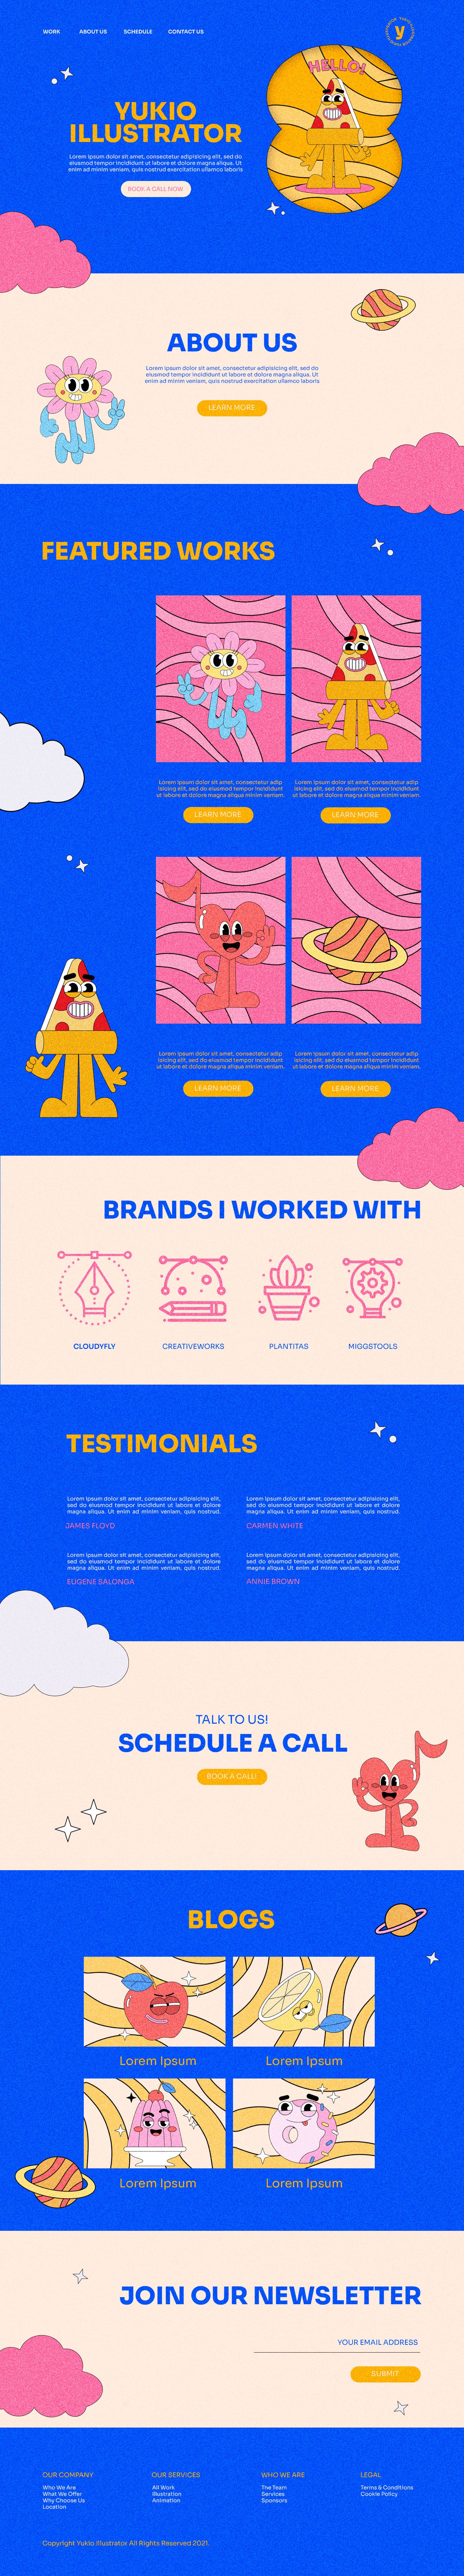 WORK
ABOUT US
SCHEDULE
CONTACT US
y
HELLO!
YUKIO
ILLUSTRATOR
Lorem ipsum dolor sit amet, consectetur adipisicing elit, sed do
eiusmod tempor incididunt ut labore et dolore magna aliqua. Ut
enim ad minim veniam, quis nostrud exercitation ullamco laboris
BOOK A CALL NOW
ABOUT US
Lorem ipsum dolor sit amet, consectetur adipisicing elit, sed do
eiusmod tempor incididunt ut labore et dolore magna aliqua. Ut
enim ad minim veniam, quis nostrud exercitation ullamco laboris
LEARN MORE
FEATURED WORKS
Lorem ipsum dolor sit amet, consectetur adip
isicing elit, sed do eiusmod tempor incididunt
ut labore et dolore magna aliqua minim veniam.
LEARN MORE
Lorem ipsum dolor sit amet, consectetur adip
isicing elit, sed do eiusmod tempor incididunt
ut labore et dolore magna aliqua minim veniam.
LEARN MORE
Lorem ipsum dolor sit amet, consectetur adip
isicing elit, sed do eiusmod tempor incididunt
ut labore et dolore magna aliqua minim veniam.
LEARN MORE
Lorem ipsum dolor sit amet, consectetur adip
isicing elit, sed do eiusmod tempor incididunt
ut labore et dolore magna aliqua minim veniam.
LEARN MORE
BRANDS I WORKED WITH
CLOUDYFLY
CREATIVEWORKS
PLANTITAS
MIGGSTOOLS
TESTIMONIALS
Lorem ipsum dolor sit amet, consectetur adipisicing elit,
sed do eiusmod tempor incididunt ut labore et dolore
magna aliqua. Ut enim ad minim veniam, quis nostrud.
JAMES FLOYD
Lorem ipsum dolor sit amet, consectetur adipisicing elit,
sed do eiusmod tempor incididunt ut labore et dolore
magna aliqua. Ut enim ad minim veniam, quis nostrud.
CARMEN WHITE
Lorem ipsum dolor sit amet, consectetur adipisicing elit,
sed do eiusmod tempor incididunt ut labore et dolore
magna aliqua. Ut enim ad minim veniam, quis nostrud.
EUGENE SALONGA
Lorem ipsum dolor sit amet, consectetur adipisicing elit,
sed do eiusmod tempor incididunt ut labore et dolore
magna aliqua. Ut enim ad minim veniam, quis nostrud.
ANNIE BROWN
TALK TO US!
SCHEDULE A CALL
BOOK A CALL!
BLOGS
Lorem Ipsum
Lorem Ipsum
Lorem Ipsum
Lorem Ipsum
JOIN OUR NEWSLETTER
YOUR EMAIL ADDRESS
SUBMIT
OUR COMPANY
Who We Are
What We Offer
Why Choose Us
Location
OUR SERVICES
All Work
Illustration
Animation
WHO WE ARE
The Team
Services
Sponsors
LEGAL
Terms & Conditions
Cookie Policy
Copyright Yukio Illustrator All Rights Reserved 2021.